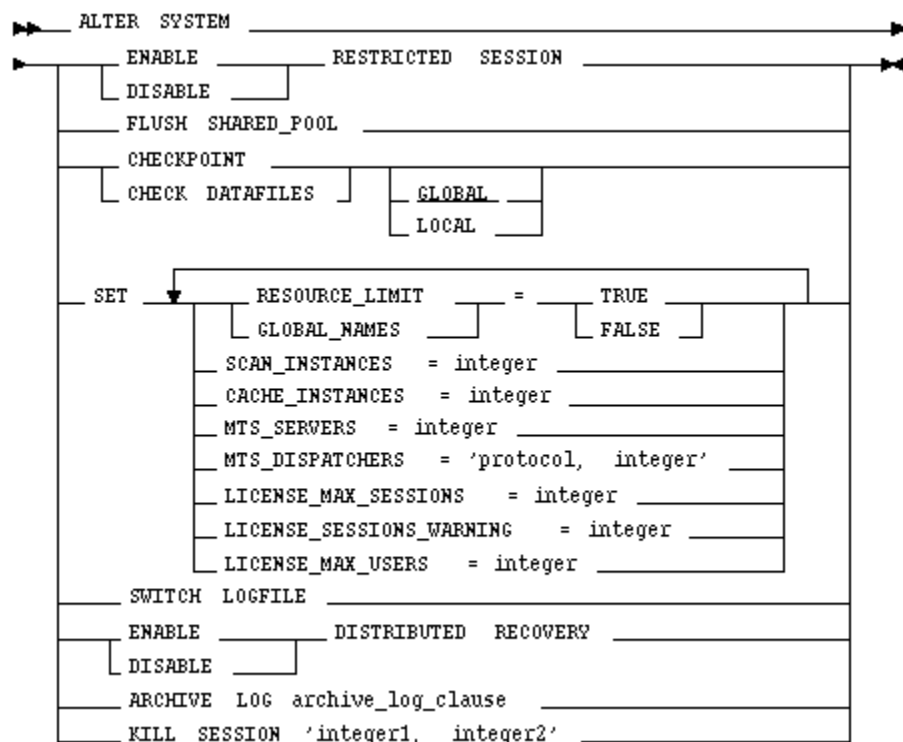 ALTER SYSTEM
ENABLE RESTRICTED SESSION
DISABLE
FLUSH SHARED_POOL
CHECKPOINT
CHECK DATAFILES GLOBAL
LOCAL
SET RESOURCE_LIMIT = TRUE
GLOBAL_NAMES FALSE
SCAN_INSTANCES = integer
CACHE_INSTANCES = integer
MTS_SERVERS = integer
MTS_DISPATCHERS = 'protocol, integer'
LICENSE_MAX_SESSIONS = integer
LICENSE_SESSIONS_WARNING = integer
LICENSE_MAX_USERS = integer
SWITCH LOGFILE
ENABLE DISTRIBUTED RECOVERY
DISABLE
ARCHIVE LOG archive_log_clause
KILL SESSION 'integer1, integer2'